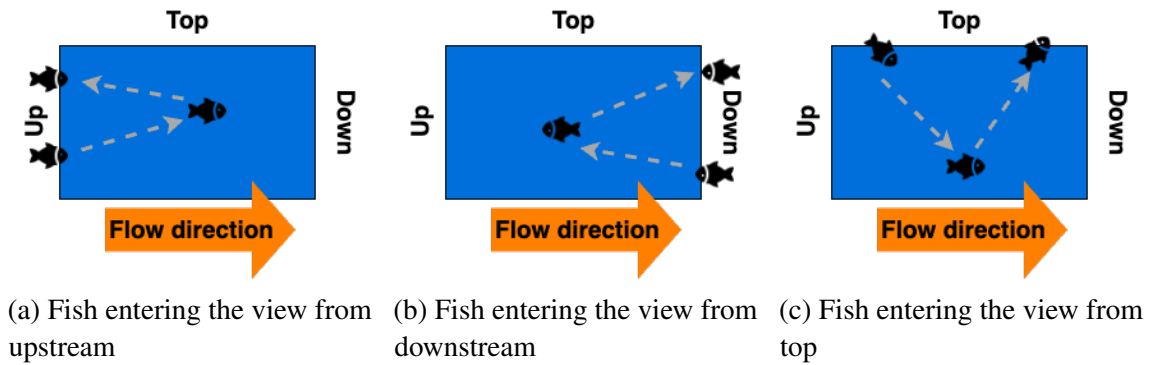 Top
Up
Down
Flow direction
(a) Fish entering the view from
upstream
Top
Up
Down
Flow direction
(b) Fish entering the view from
downstream
Top
Up
Down
Flow direction
(c) Fish entering the view from
top